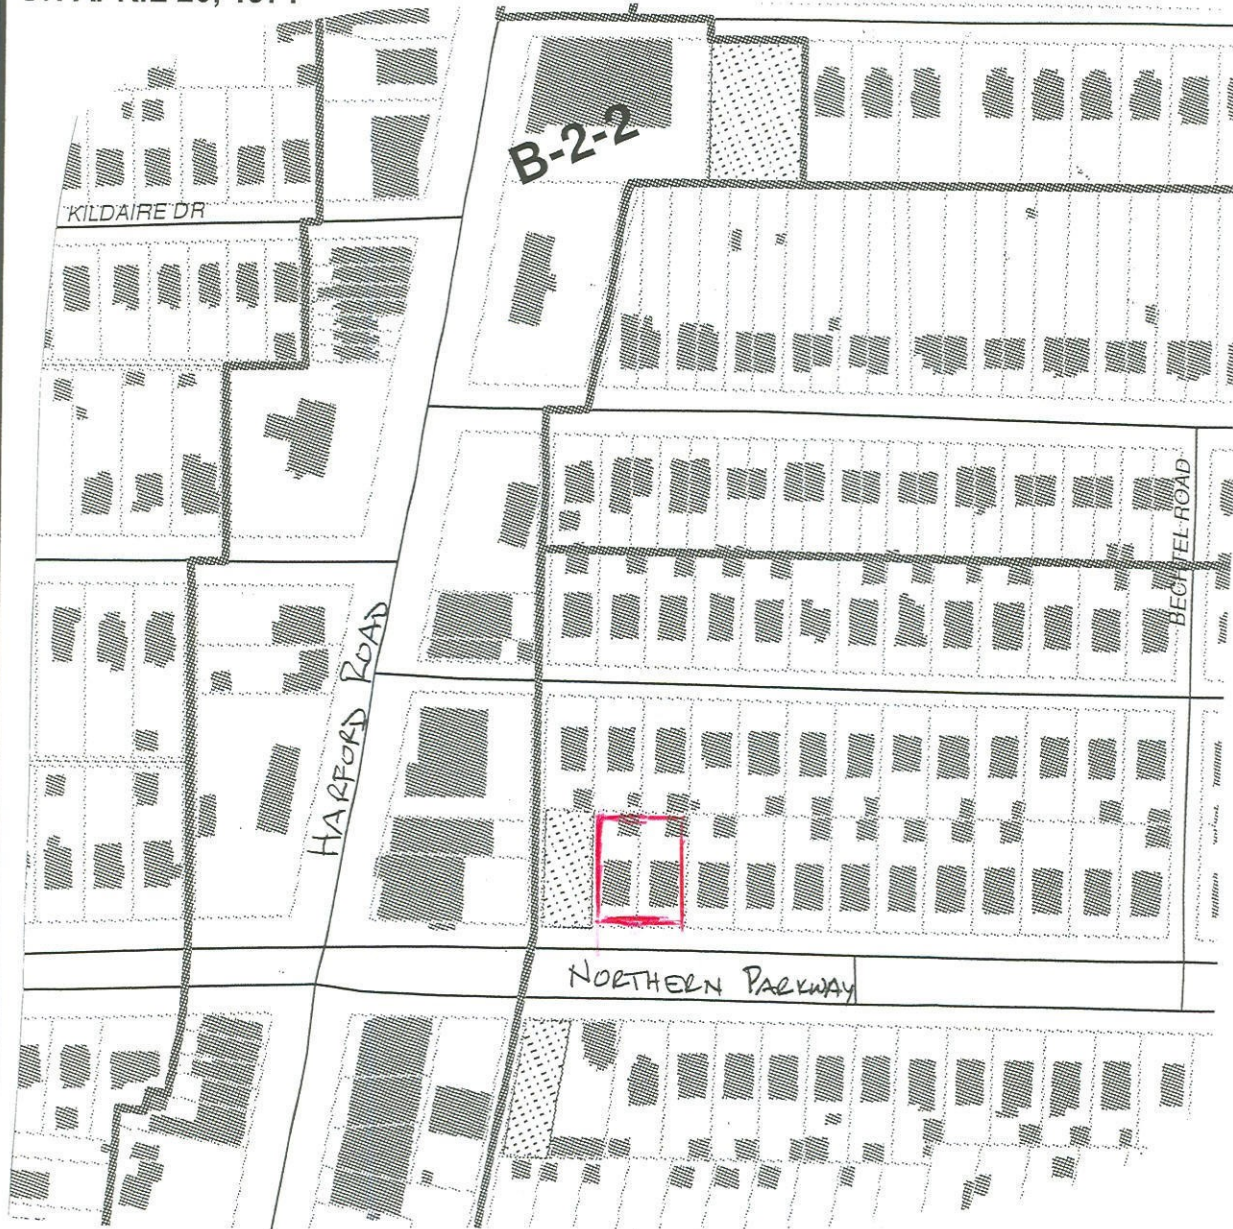 B-2-2
KILDAIRE DR
BECHTEL ROAD
HARFORD ROAD
NORTHERN PARKWAY